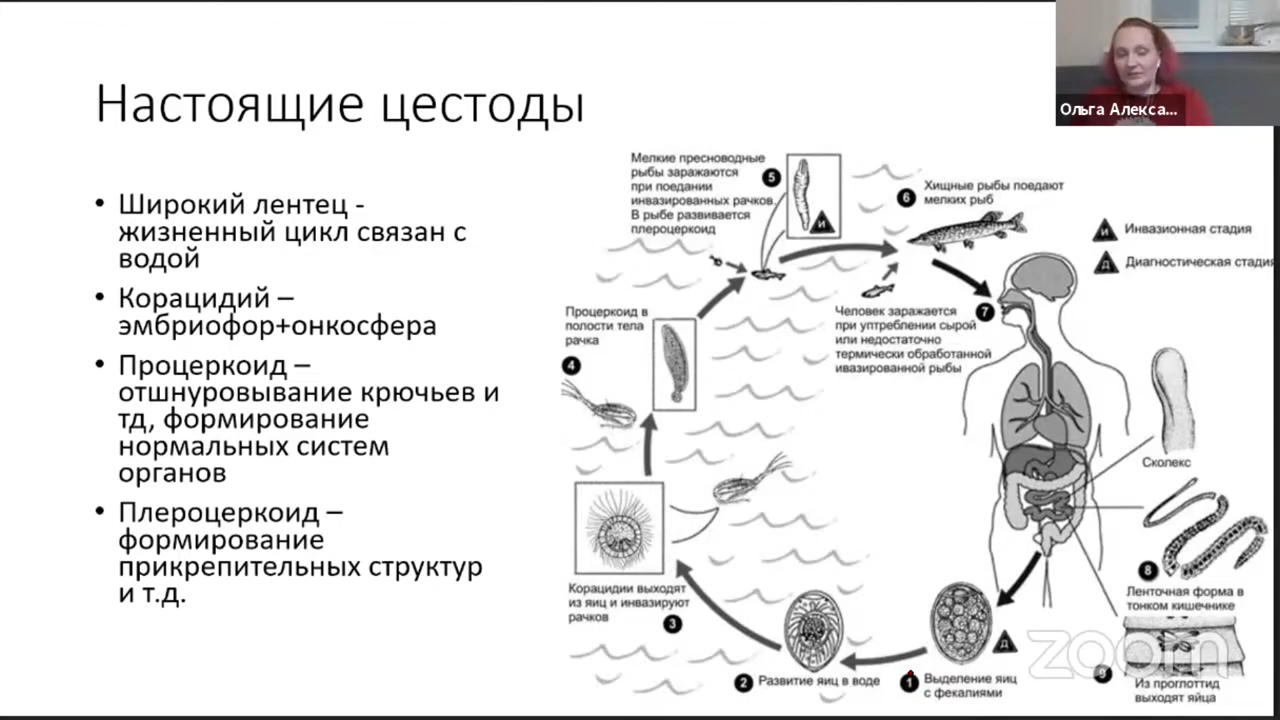 Настоящие цестоды
Ольга Алекса...
• Широкий лентец -
жизненный цикл связан с
водой
• Корацидий –
эмбриофор+онкосфера
• Процеркоид –
отшнуровывание крючьев и
тд, формирование
нормальных систем
органов
• Плероцеркоид –
формирование
прикрепительных структур
и т.д.
Мелкие пресноводные
рыбы заражаются
при поедании
инвазированных рачков.
В рыбе развивается
плероцеркоид
5
И
6
Хищные рыбы поедают
мелких рыб
И
Инвазионная стадия
Д
Диагностическая стадия
Процеркоид в
полости тела
рачка
4
Человек заражается
при уптреблении сырой
или недостаточно
термически обработанной
ивазированной рыбы
7
Сколекс
8
Ленточная форма в
тонком кишечнике
Корацидии выходят
из яиц и инвазируют
рачков
3
2
Развитие яиц в воде
Д
1
Выделение яиц
с фекалиями
9
Из проглоттид
выходят яйца
zoom